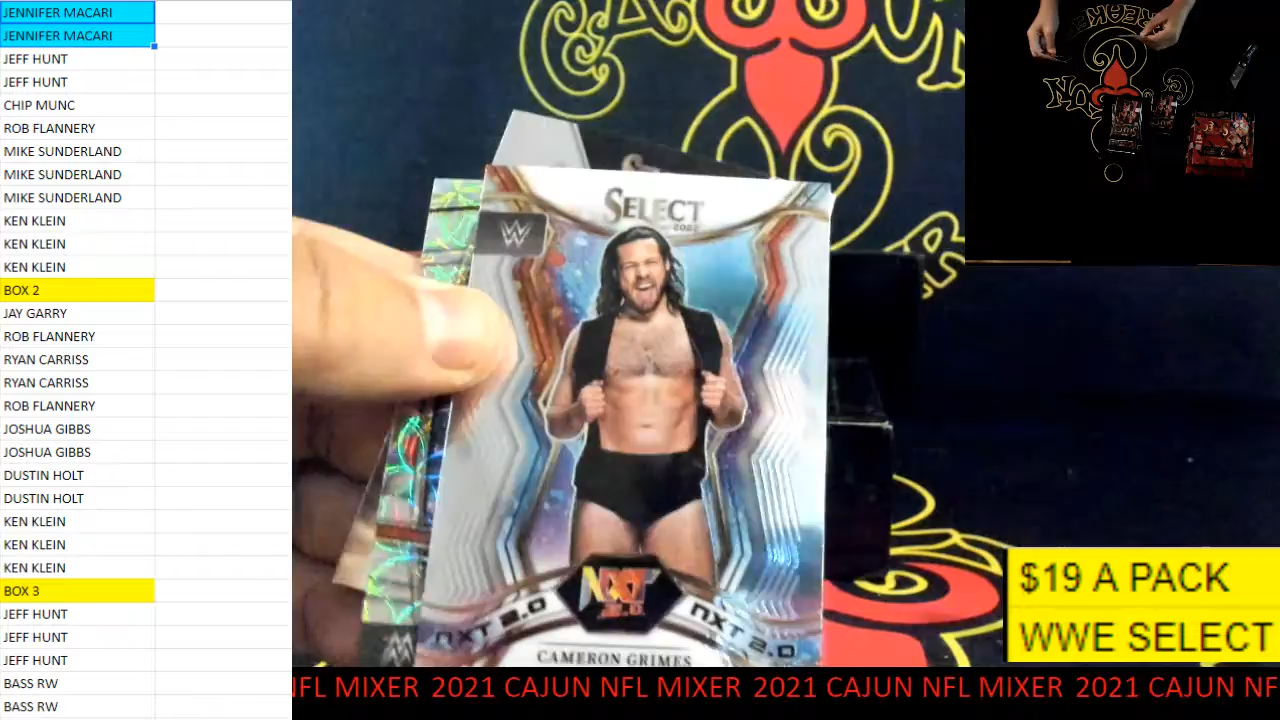 JENNIFER MACARI
JENNIFER MACARI
JEFF HUNT
JEFF HUNT
CHIP MUNC
ROB FLANNERY
MIKE SUNDERLAND
MIKE SUNDERLAND
MIKE SUNDERLAND
KEN KLEIN
KEN KLEIN
KEN KLEIN
BOX 2
JAY GARRY
ROB FLANNERY
RYAN CARRISS
RYAN CARRISS
ROB FLANNERY
JOSHUA GIBBS
JOSHUA GIBBS
DUSTIN HOLT
DUSTIN HOLT
KEN KLEIN
KEN KLEIN
KEN KLEIN
BOX 3
JEFF HUNT
JEFF HUNT
JEFF HUNT
BASS RW
BASS RW
SELECT
2022
W
NXT
2.0
NXT 2.0
NXT 2.0
CAMERON GRIMES
$19 A PACK
WWE SELECT
NFL MIXER 2021 CAJUN NFL MIXER 2021 CAJUN NFL MIXER 2021 CAJUN NF